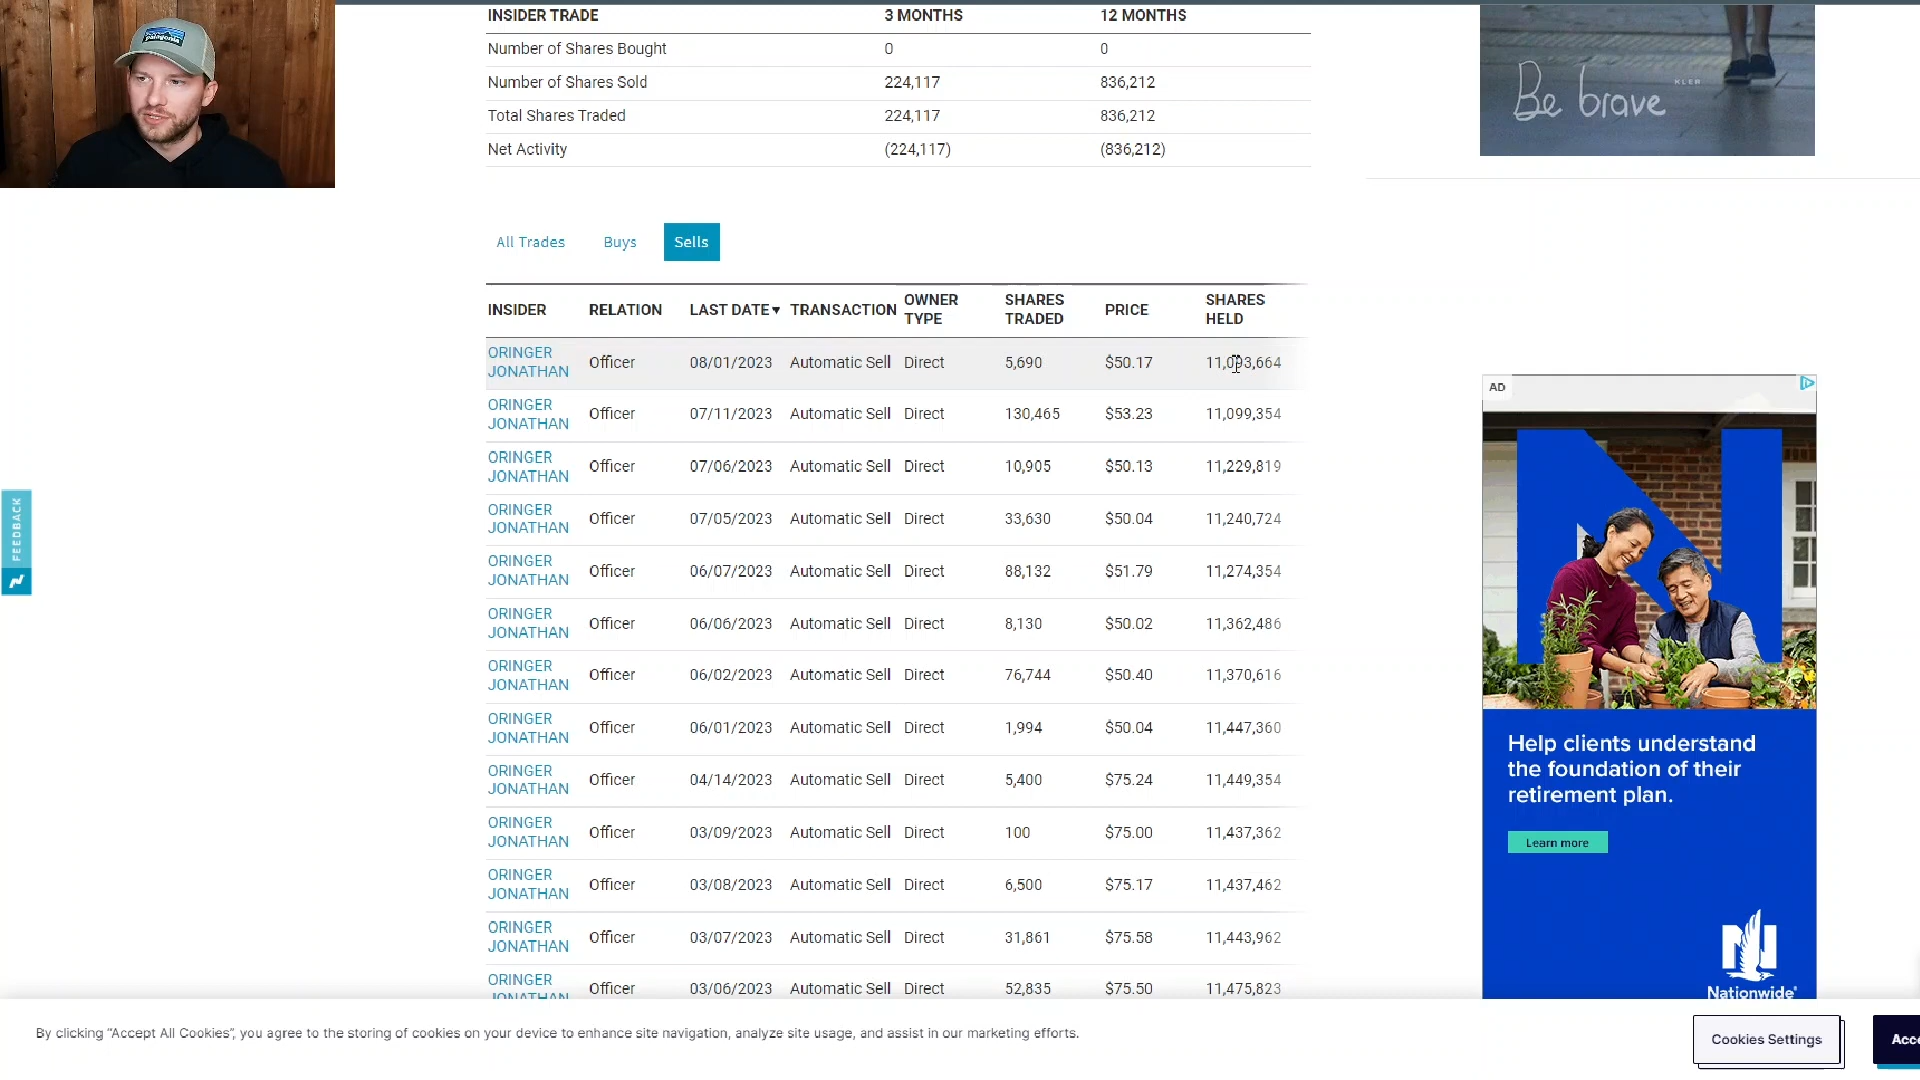 INSIDER TRADE 3 MONTHS 12 MONTHS
Number of Shares Bought 0 0
Number of Shares Sold 224,117 836,212
Total Shares Traded 224,117 836,212
Net Activity (224,117) (836,212)
patagonia
Be brave
KLER
All Trades Buys Sells
INSIDER RELATION LAST DATE▼ TRANSACTION OWNER TYPE SHARES TRADED PRICE SHARES HELD
ORINGER JONATHAN Officer 08/01/2023 Automatic Sell Direct 5,690 $50.17 11,093,664
ORINGER JONATHAN Officer 07/11/2023 Automatic Sell Direct 130,465 $53.23 11,099,354
ORINGER JONATHAN Officer 07/06/2023 Automatic Sell Direct 10,905 $50.13 11,229,819
ORINGER JONATHAN Officer 07/05/2023 Automatic Sell Direct 33,630 $50.04 11,240,724
ORINGER JONATHAN Officer 06/07/2023 Automatic Sell Direct 88,132 $51.79 11,274,354
ORINGER JONATHAN Officer 06/06/2023 Automatic Sell Direct 8,130 $50.02 11,362,486
ORINGER JONATHAN Officer 06/02/2023 Automatic Sell Direct 76,744 $50.40 11,370,616
ORINGER JONATHAN Officer 06/01/2023 Automatic Sell Direct 1,994 $50.04 11,447,360
ORINGER JONATHAN Officer 04/14/2023 Automatic Sell Direct 5,400 $75.24 11,449,354
ORINGER JONATHAN Officer 03/09/2023 Automatic Sell Direct 100 $75.00 11,437,362
ORINGER JONATHAN Officer 03/08/2023 Automatic Sell Direct 6,500 $75.17 11,437,462
ORINGER JONATHAN Officer 03/07/2023 Automatic Sell Direct 31,861 $75.58 11,443,962
ORINGER JONATHAN Officer 03/06/2023 Automatic Sell Direct 52,835 $75.50 11,475,823
FEEDBACK
AD
Help clients understand
the foundation of their
retirement plan.
Learn more
Nationwide®
By clicking “Accept All Cookies”, you agree to the storing of cookies on your device to enhance site navigation, analyze site usage, and assist in our marketing efforts.
Cookies Settings
Acce